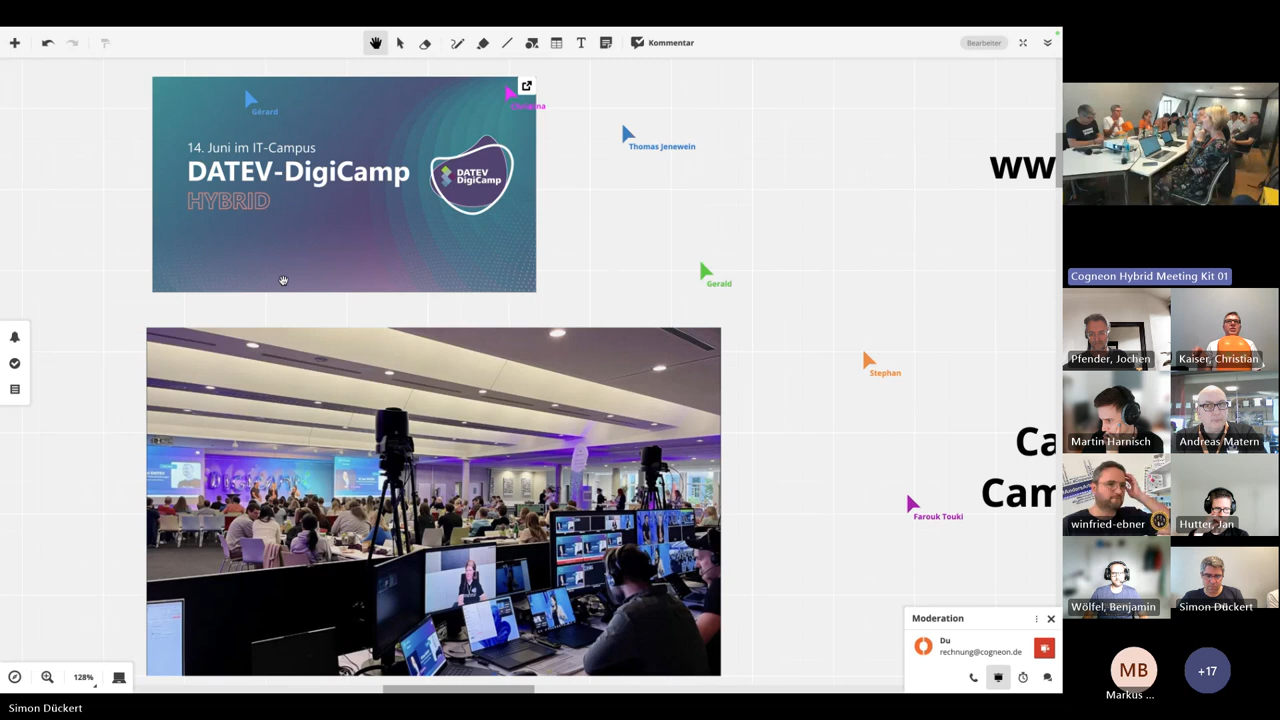 Kommentar
Bearbeiter
Gérard
14. Juni im IT-Campus
DATEV-DigiCamp
HYBRID
DATEV
DigiCamp
Thomas Jenewein
Gerald
Stephan
Farouk Touki
ww
Ca
Cam
Moderation
Du
rechnung@cogneon.de
128%
Simon Dückert
Cogneon Hybrid Meeting Kit 01
Pfender, Jochen
Kaiser, Christian
Martin Harnisch
Andreas Matern
winfried-ebner
Hutter, Jan
Wölfel, Benjamin
Simon Dückert
MB
Markus ...
+17